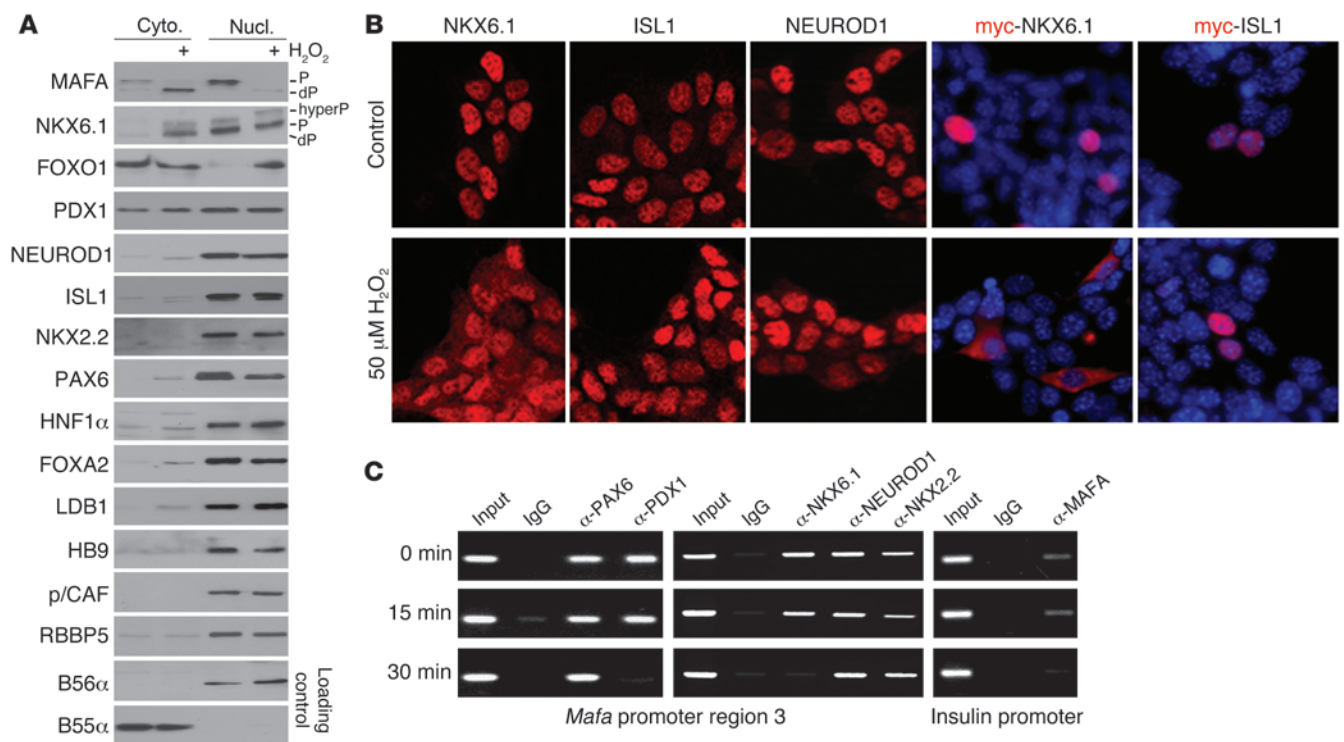 A
Cyto. Nucl.
+ + H₂O₂
MAFA
P
dP
NKX6.1
hyperP
P
dP
FOXO1
PDX1
NEUROD1
ISL1
NKX2.2
PAX6
HNF1α
FOXA2
LDB1
HB9
p/CAF
RBBP5
B56α
B55α
Loading
control
B
NKX6.1 ISL1 NEUROD1 myc-NKX6.1 myc-ISL1
Control
50 μM H₂O₂
C
Input IgG α-PAX6 α-PDX1 Input IgG α-NKX6.1 α-NEUROD1 α-NKX2.2 Input IgG α-MAFA
0 min
15 min
30 min
Mafa promoter region 3 Insulin promoter